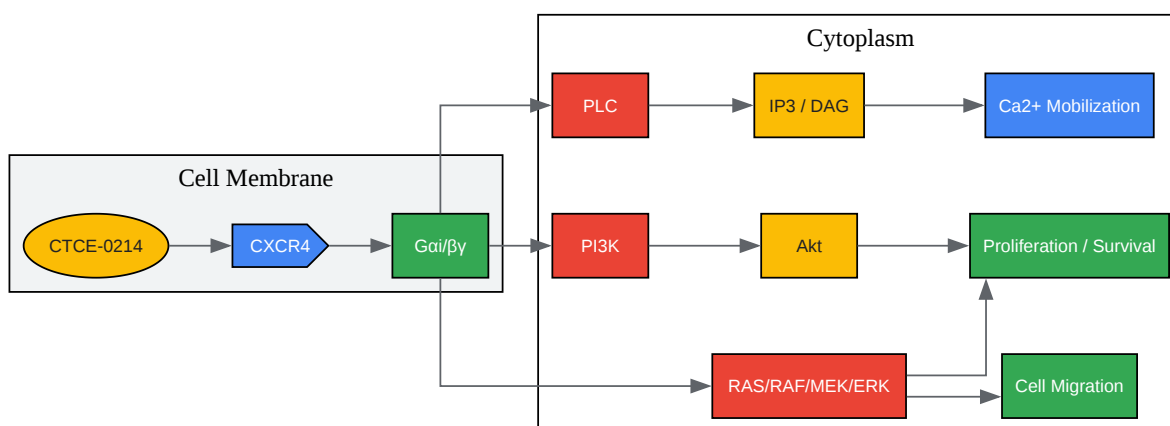 Cytoplasm
PLC
IP3 / DAG
Ca2+ Mobilization
Cell Membrane
CTCE-0214
CXCR4
Gαi/βγ
PI3K
Akt
Proliferation / Survival
RAS/RAF/MEK/ERK
Cell Migration